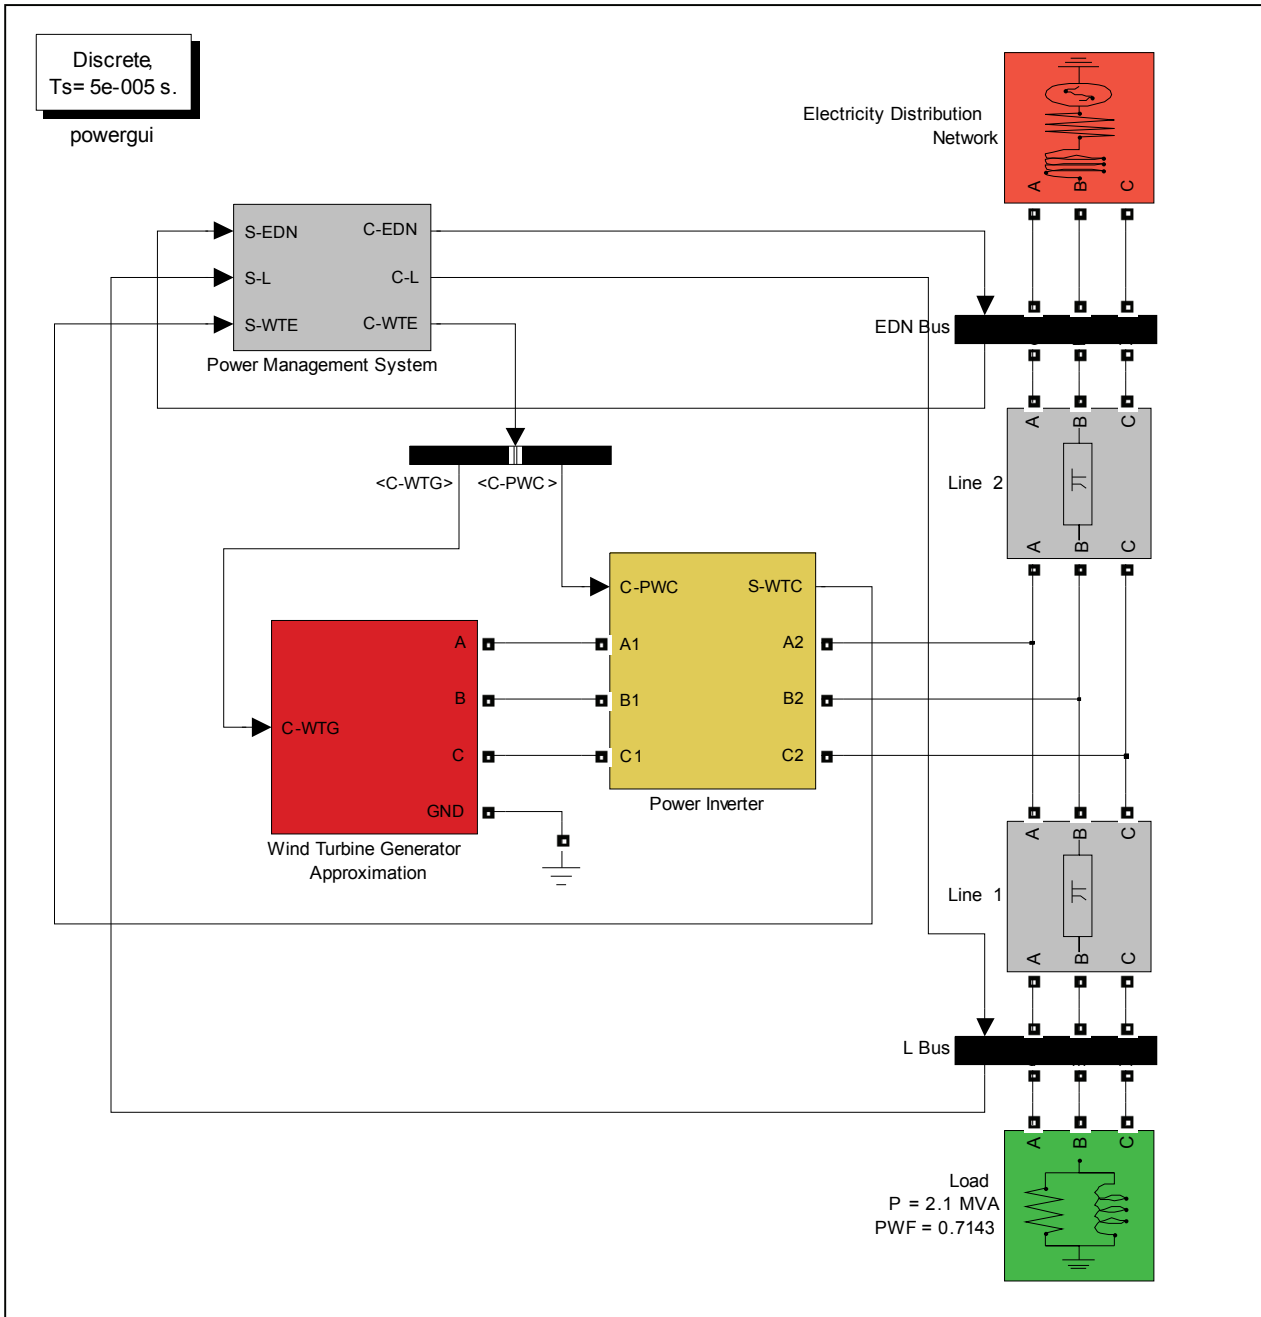 Discrete,
Ts= 5e-005 s.
powergui
Electricity Distribution
Network
A B C
S-EDN C-EDN
S-L C-L
S-WTE C-WTE
Power Management System
EDN Bus
<C-WTG> <C-PWC>
A B C
Line 2
A B C
C-PWC S-WTC
A A1 A2
B B1 B2
C-WTG
C C1 C2
GND
Power Inverter
Wind Turbine Generator
Approximation
A B C
Line 1
A B C
L Bus
A B C
Load
P = 2.1 MVA
PWF = 0.7143